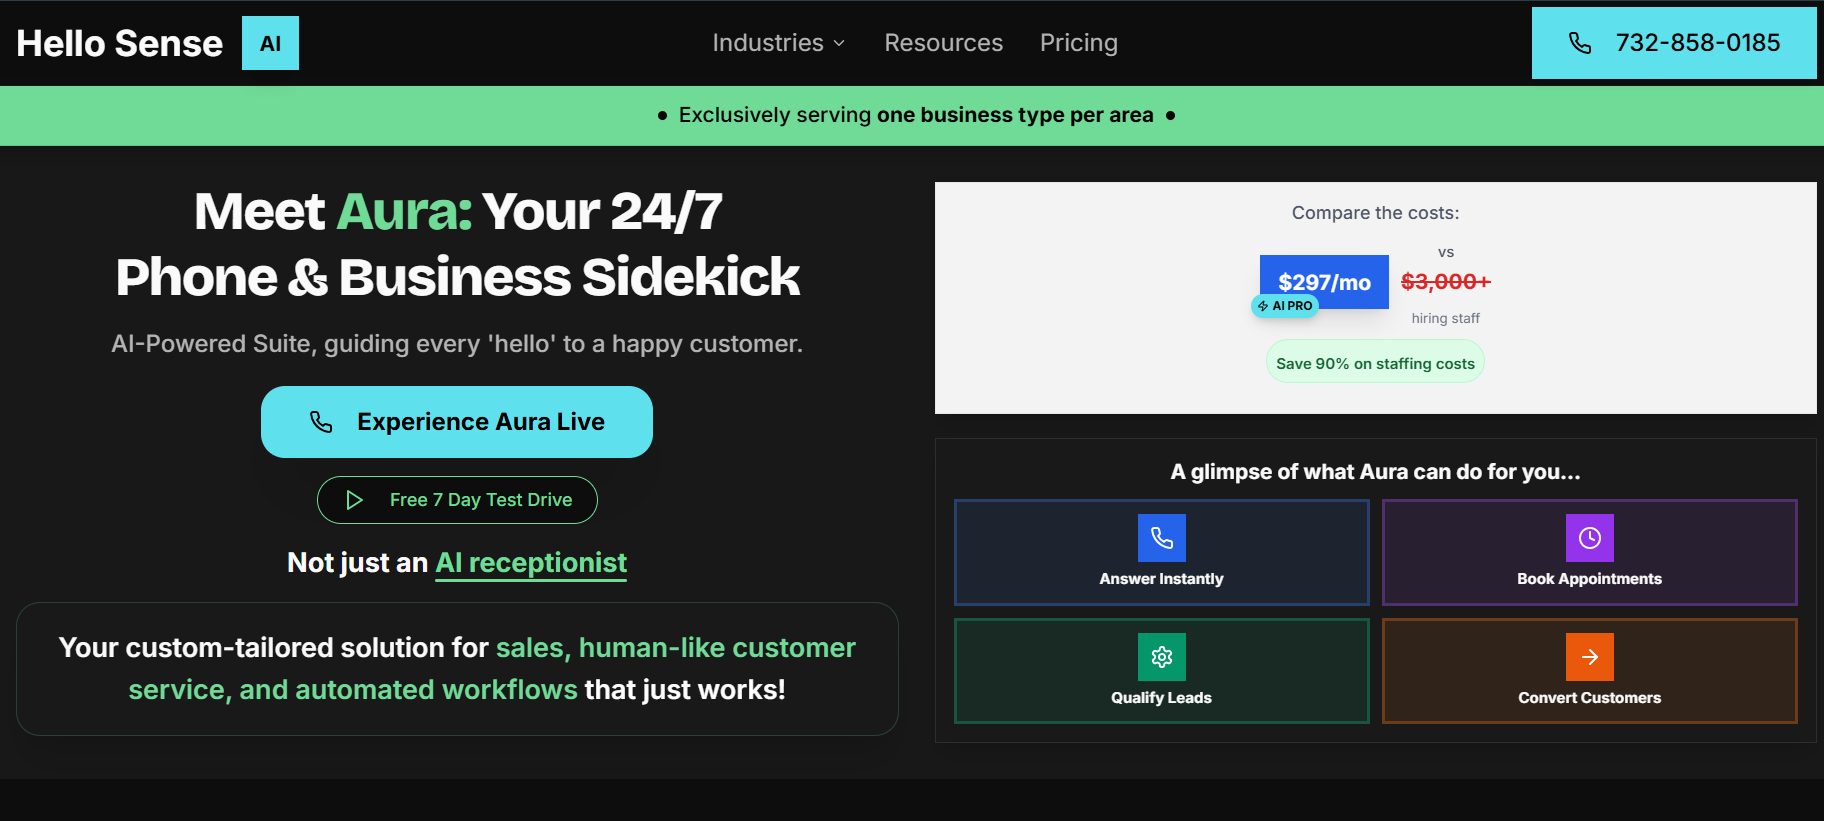 Hello Sense AI
Industries
Resources
Pricing
732-858-0185
• Exclusively serving one business type per area •
Meet Aura: Your 24/7
Phone & Business Sidekick
AI-Powered Suite, guiding every 'hello' to a happy customer.
Experience Aura Live
Free 7 Day Test Drive
Not just an AI receptionist
Your custom-tailored solution for sales, human-like customer
service, and automated workflows that just works!
Compare the costs:
$297/mo
AI PRO
vs
$3,000+
hiring staff
Save 90% on staffing costs
A glimpse of what Aura can do for you...
Answer Instantly
Book Appointments
Qualify Leads
Convert Customers